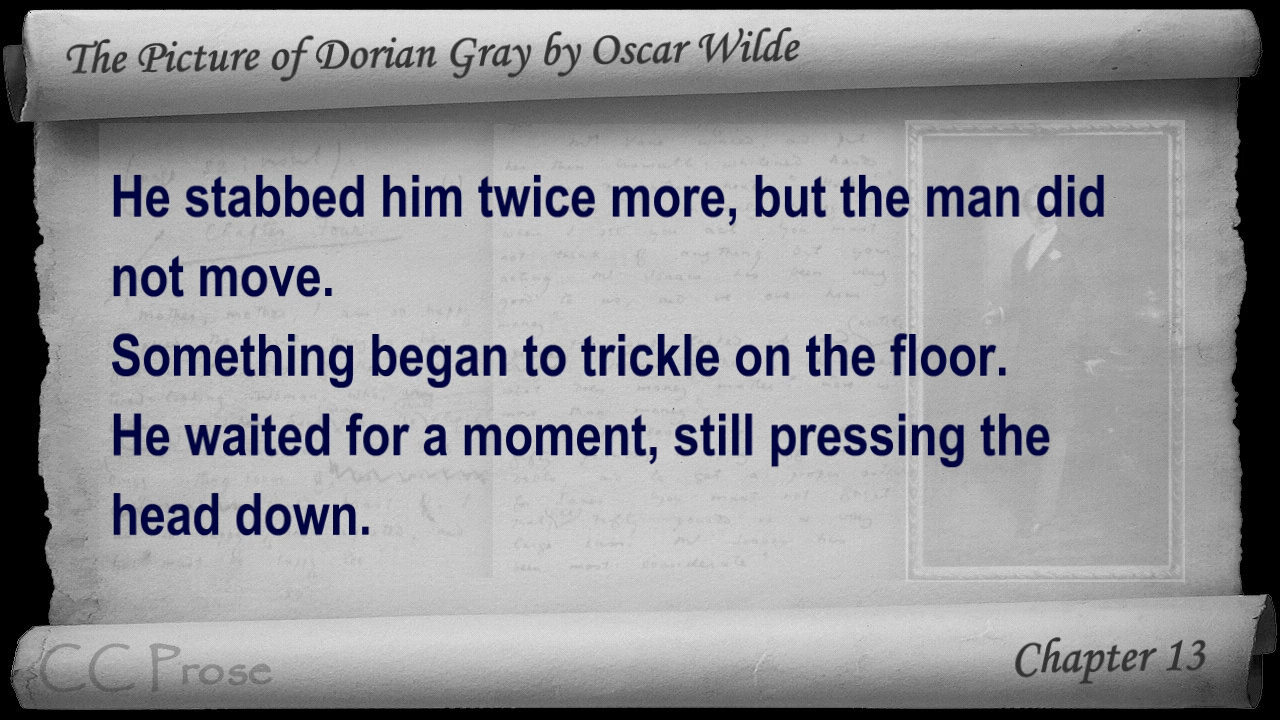 The Picture of Dorian Gray by Oscar Wilde
He stabbed him twice more, but the man did
not move.
Something began to trickle on the floor.
He waited for a moment, still pressing the
head down.
CC Prose
Chapter 13